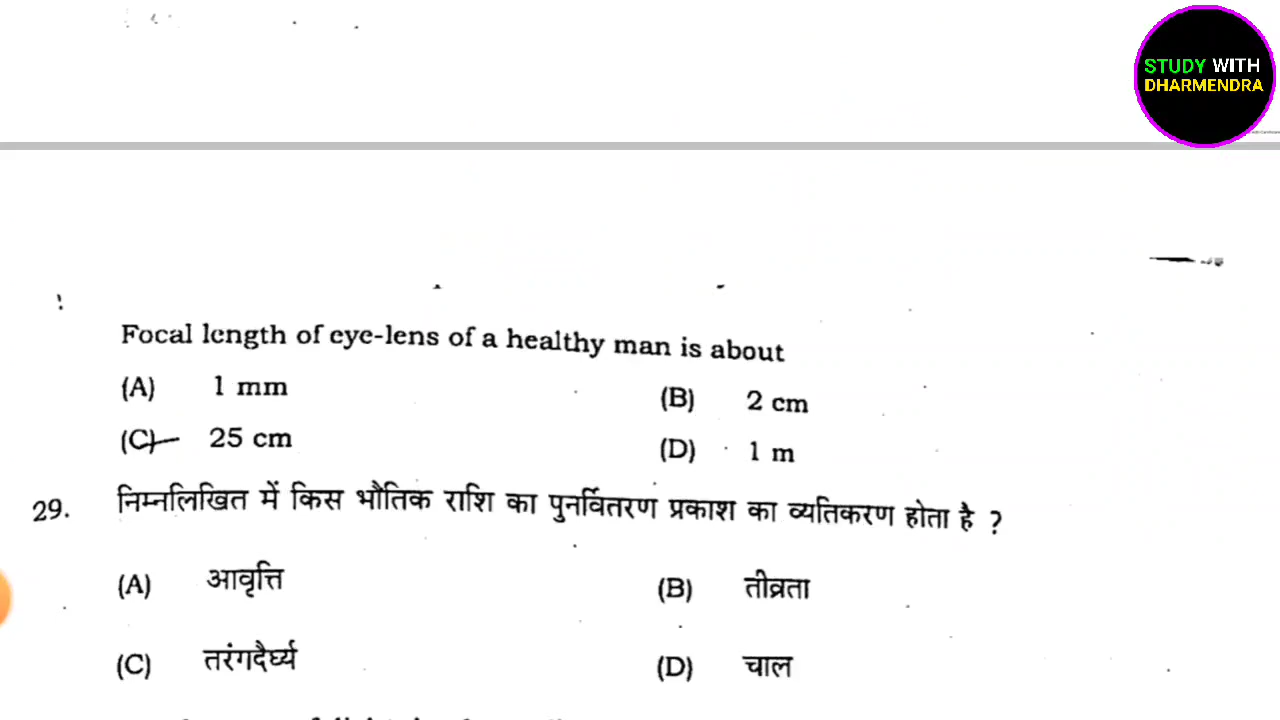 STUDY WITH
DHARMENDRA
Focal length of eye-lens of a healthy man is about
(A) 1 mm (B) 2 cm
(C) 25 cm (D) 1 m
29. निम्नलिखित में किस भौतिक राशि का पुनर्वितरण प्रकाश का व्यतिकरण होता है ?
(A) आवृत्ति (B) तीव्रता
(C) तरंगदैर्घ्य (D) चाल